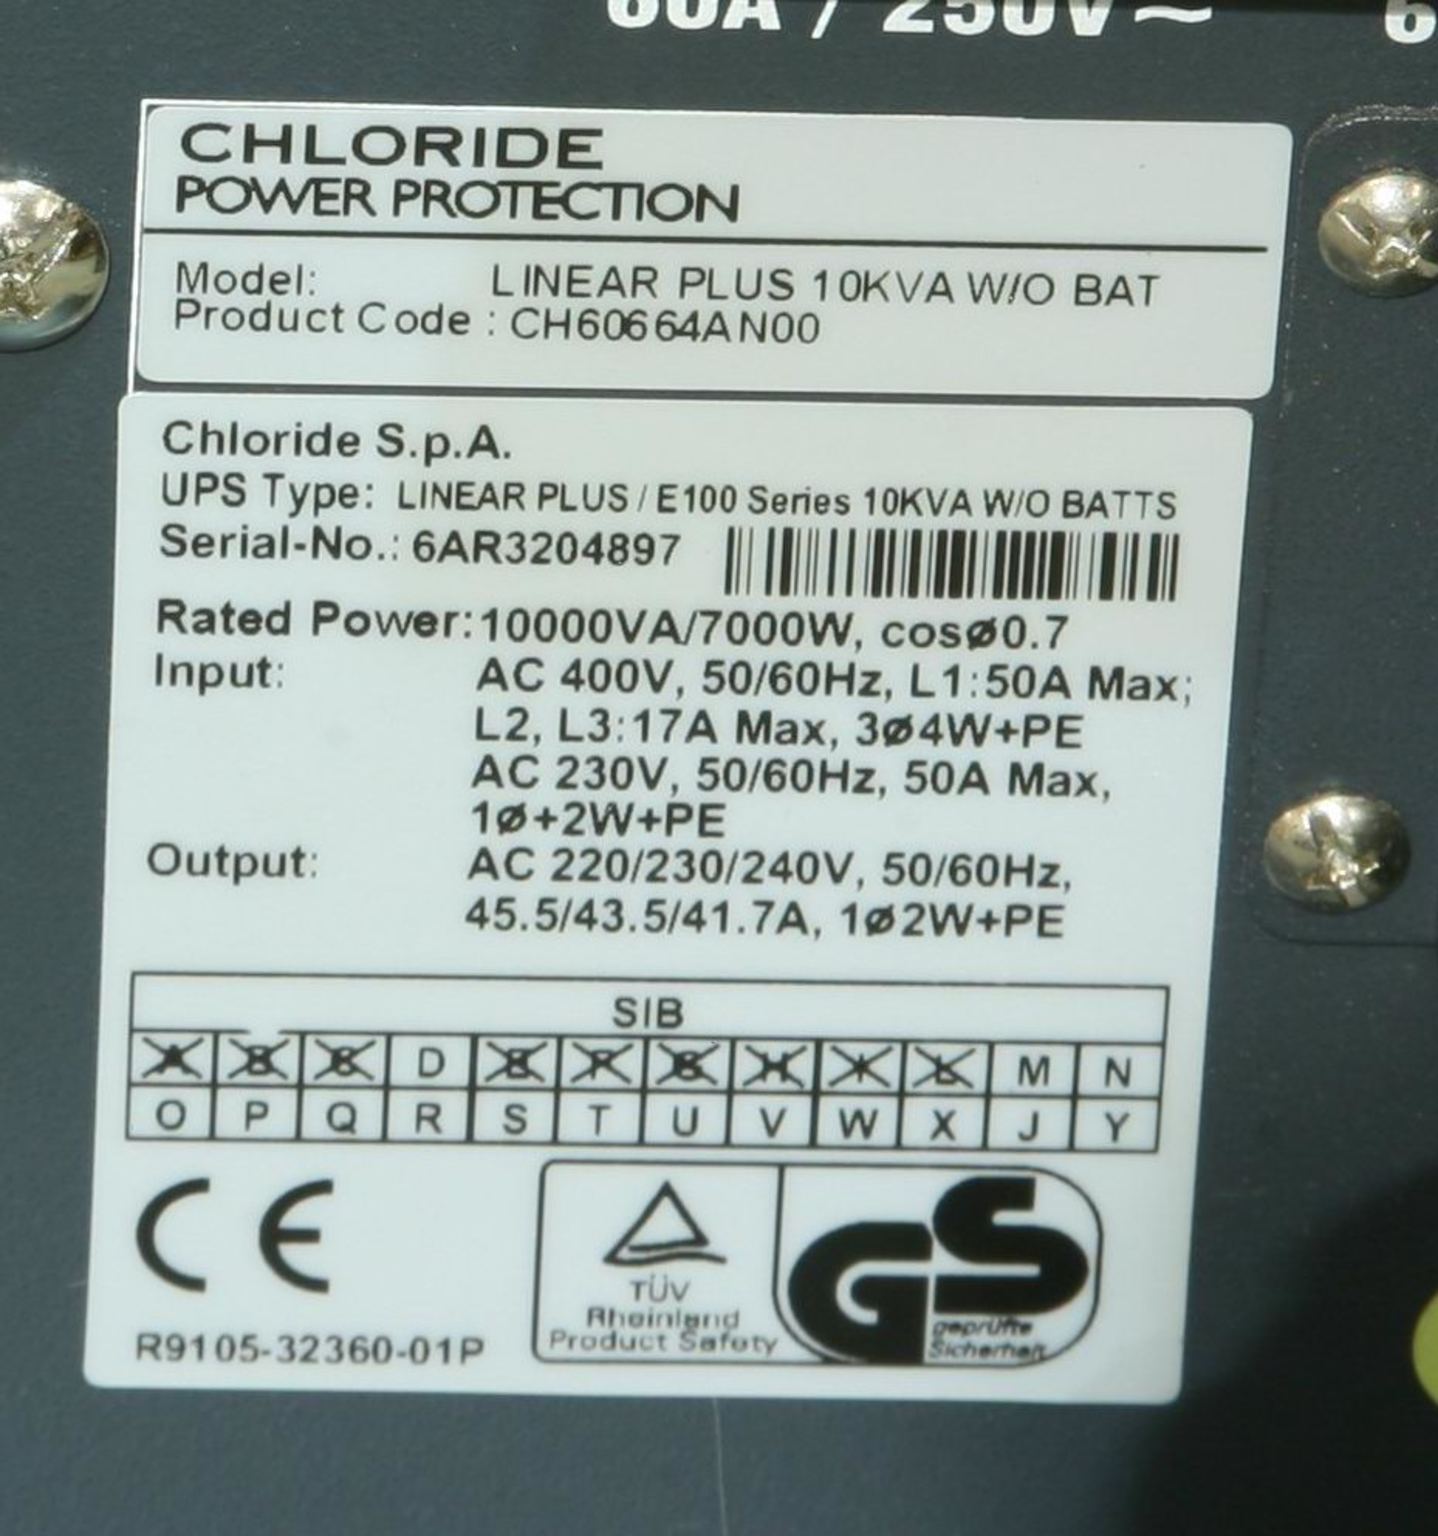 60A / 250V~ 6
CHLORIDE
POWER PROTECTION
Model: LINEAR PLUS 10KVA W/O BAT
Product Code : CH60664AN00
Chloride S.p.A.
UPS Type: LINEAR PLUS / E100 Series 10KVA W/O BATTS
Serial-No.: 6AR3204897
Rated Power: 10000VA/7000W, cosø0.7
Input: AC 400V, 50/60Hz, L1:50A Max;
L2, L3:17A Max, 3ø4W+PE
AC 230V, 50/60Hz, 50A Max,
1ø+2W+PE
Output: AC 220/230/240V, 50/60Hz,
45.5/43.5/41.7A, 1ø2W+PE
SIB
A B C D E F G H I L M N
O P Q R S T U V W X J Y
CE
TÜV
Rheinland
Product Safety
GS
geprüfte
Sicherheit
R9105-32360-01P